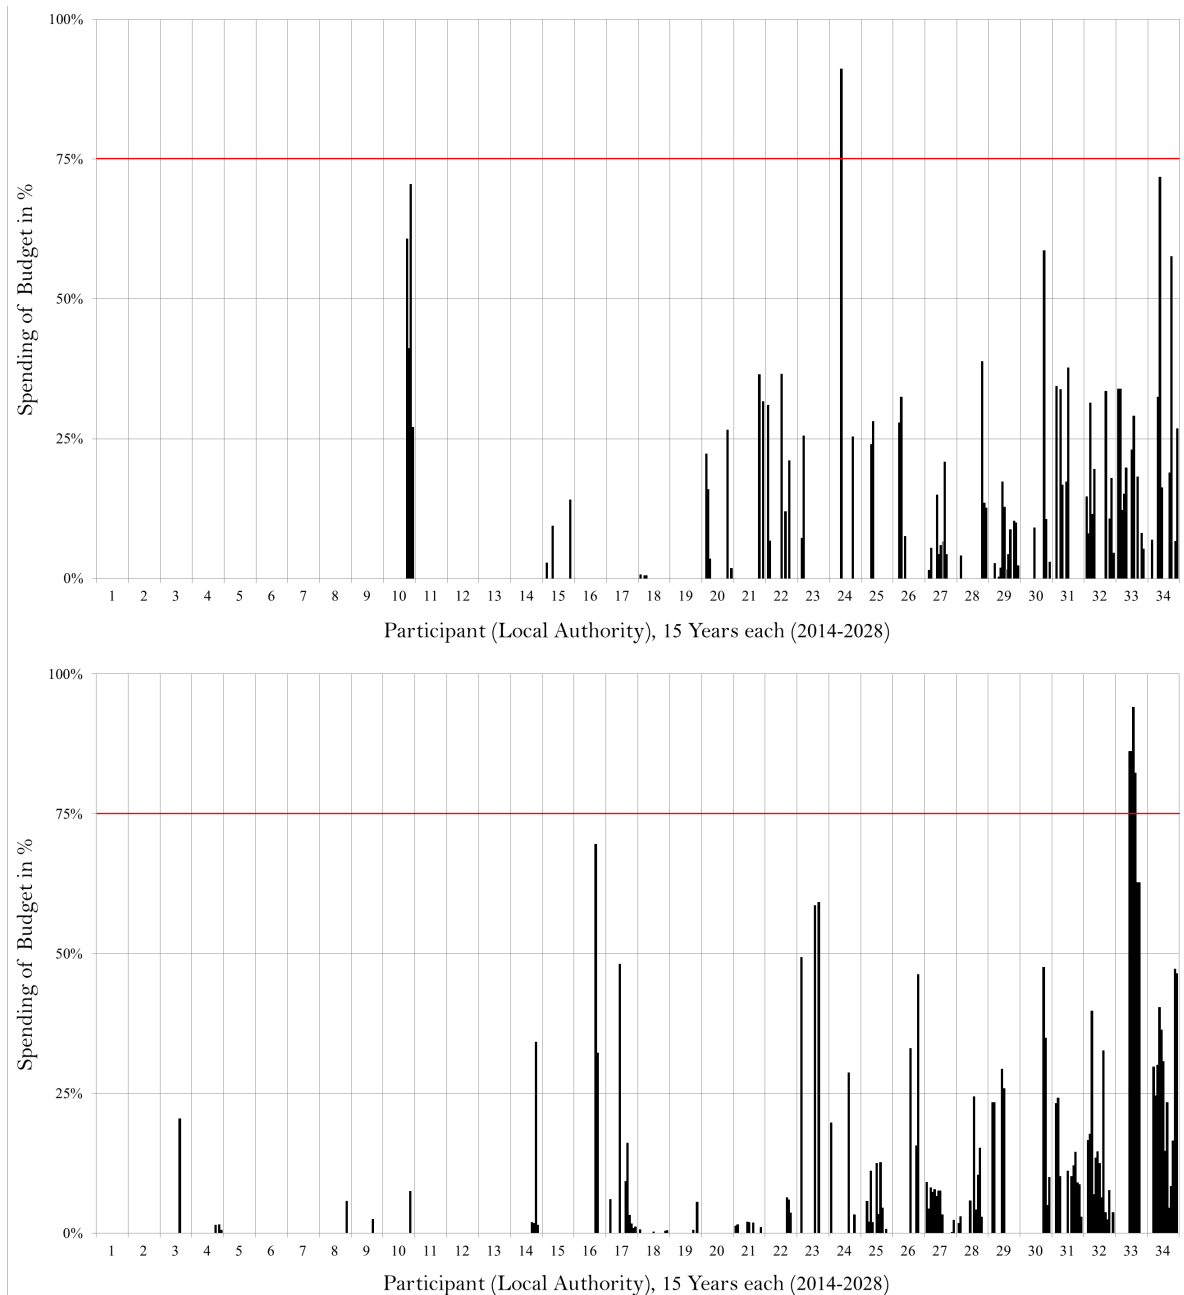 100%
75%
50%
25%
0%
Spending of Budget in %
1 2 3 4 5 6 7 8 9 10 11 12 13 14 15 16 17 18 19 20 21 22 23 24 25 26 27 28 29 30 31 32 33 34
Participant (Local Authority), 15 Years each (2014-2028)
100%
75%
50%
25%
0%
Spending of Budget in %
1 2 3 4 5 6 7 8 9 10 11 12 13 14 15 16 17 18 19 20 21 22 23 24 25 26 27 28 29 30 31 32 33 34
Participant (Local Authority), 15 Years each (2014-2028)